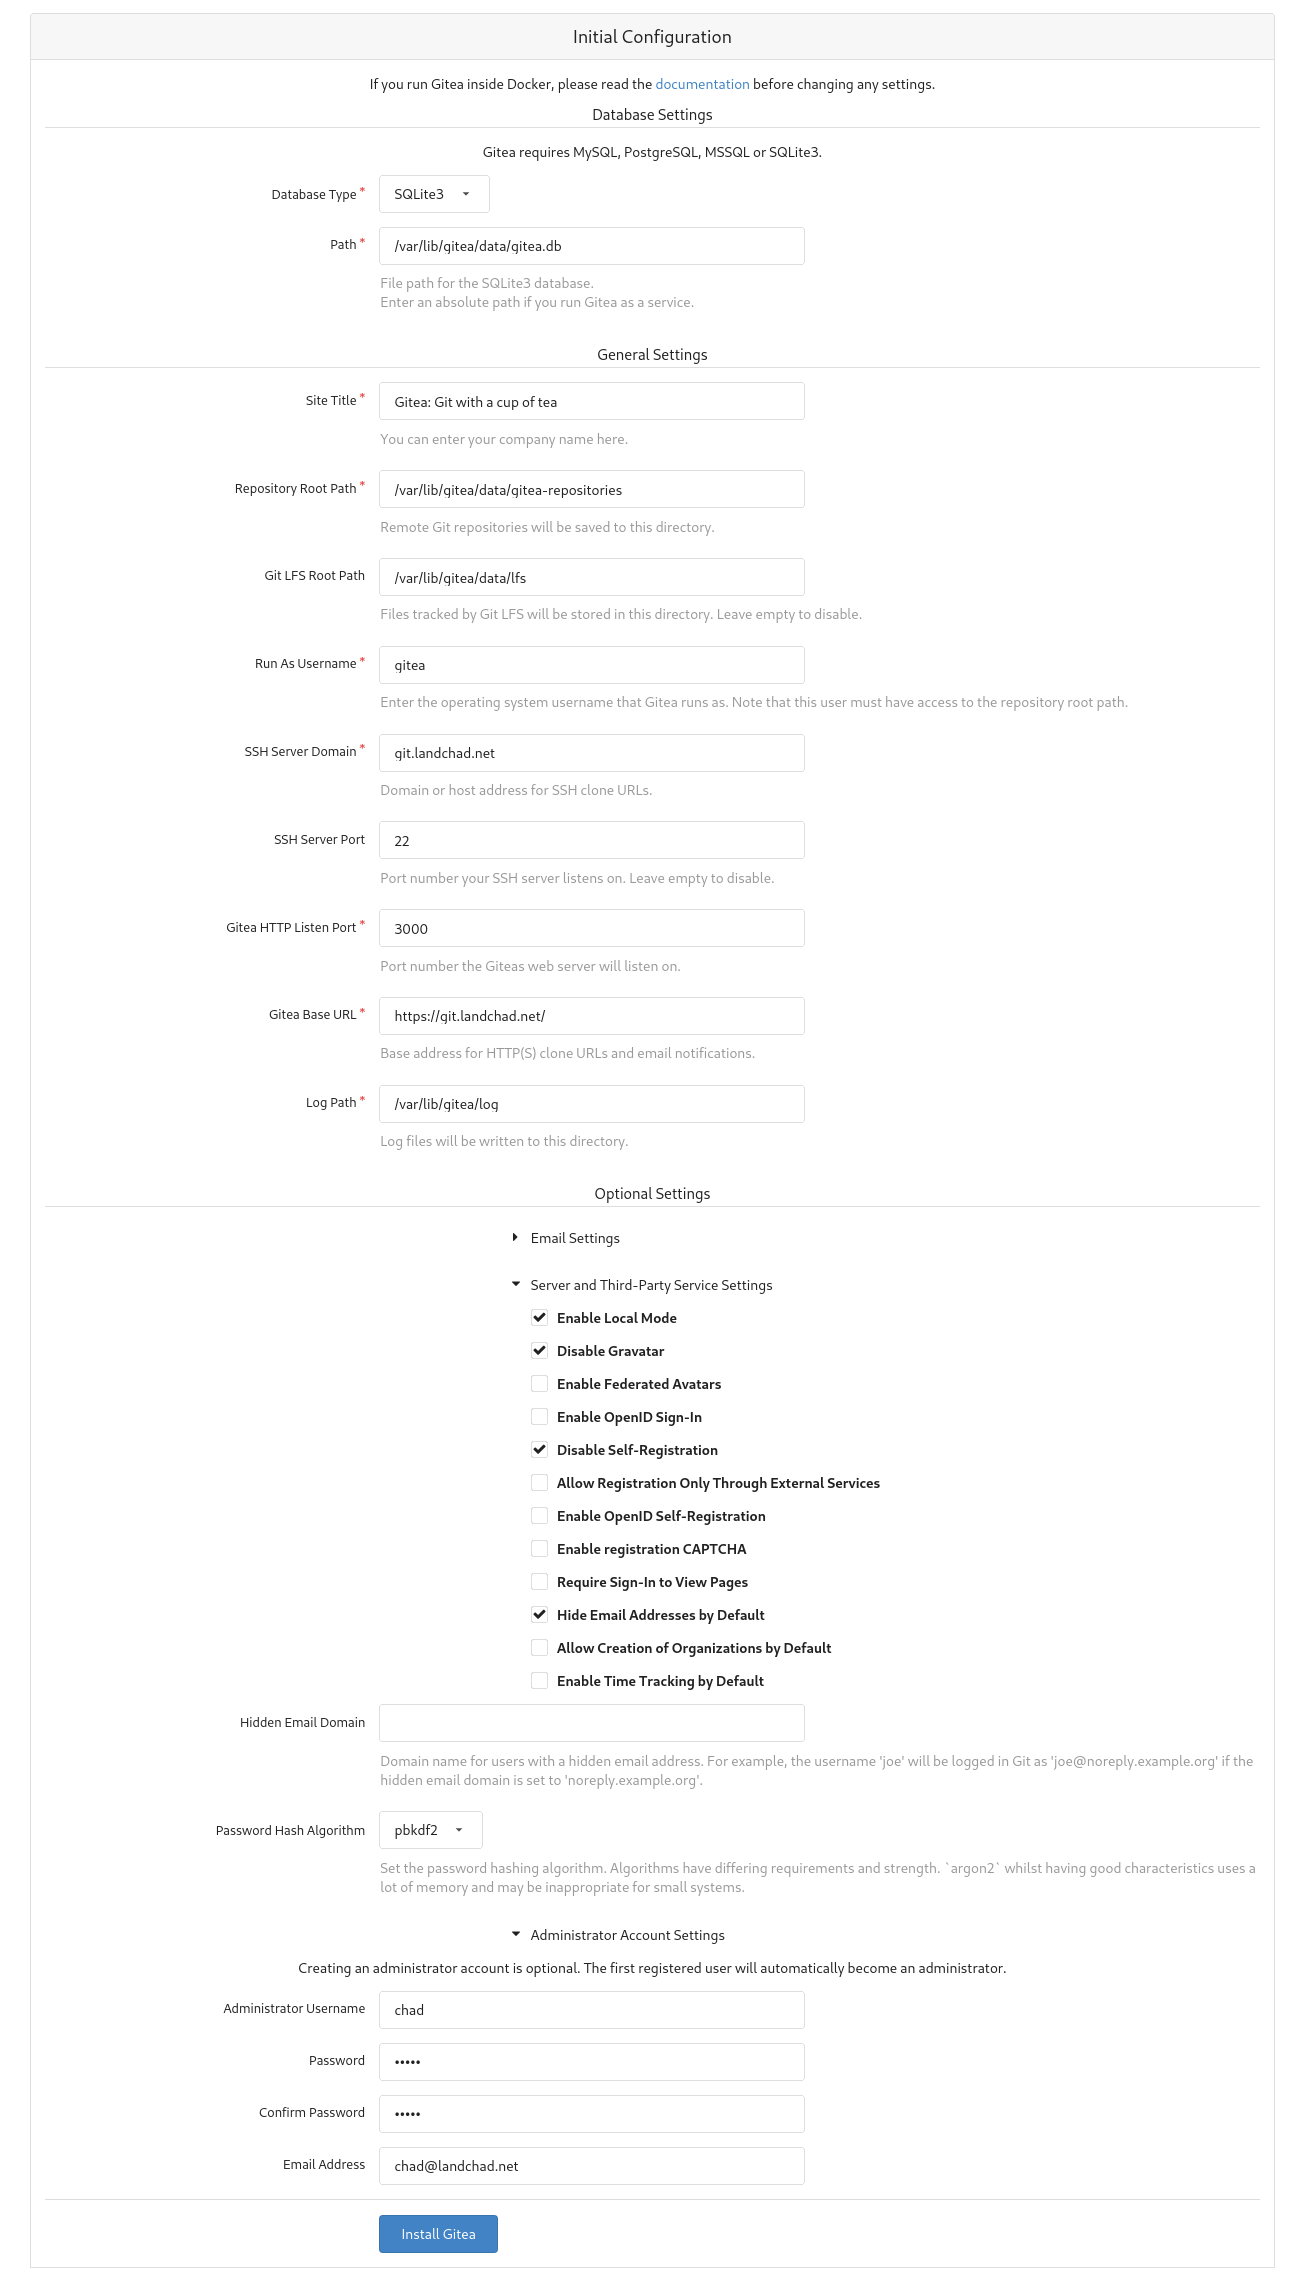 Initial Configuration
If you run Gitea inside Docker, please read the documentation before changing any settings.
Database Settings
Gitea requires MySQL, PostgreSQL, MSSQL or SQLite3.
Database Type *
SQLite3
Path *
/var/lib/gitea/data/gitea.db
File path for the SQLite3 database.
Enter an absolute path if you run Gitea as a service.
General Settings
Site Title *
Gitea: Git with a cup of tea
You can enter your company name here.
Repository Root Path *
/var/lib/gitea/data/gitea-repositories
Remote Git repositories will be saved to this directory.
Git LFS Root Path
/var/lib/gitea/data/lfs
Files tracked by Git LFS will be stored in this directory. Leave empty to disable.
Run As Username *
gitea
Enter the operating system username that Gitea runs as. Note that this user must have access to the repository root path.
SSH Server Domain *
git.landchad.net
Domain or host address for SSH clone URLs.
SSH Server Port
22
Port number your SSH server listens on. Leave empty to disable.
Gitea HTTP Listen Port *
3000
Port number the Giteas web server will listen on.
Gitea Base URL *
https://git.landchad.net/
Base address for HTTP(S) clone URLs and email notifications.
Log Path *
/var/lib/gitea/log
Log files will be written to this directory.
Optional Settings
Email Settings
Server and Third-Party Service Settings
Enable Local Mode
Disable Gravatar
Enable Federated Avatars
Enable OpenID Sign-In
Disable Self-Registration
Allow Registration Only Through External Services
Enable OpenID Self-Registration
Enable registration CAPTCHA
Require Sign-In to View Pages
Hide Email Addresses by Default
Allow Creation of Organizations by Default
Enable Time Tracking by Default
Hidden Email Domain
Domain name for users with a hidden email address. For example, the username 'joe' will be logged in Git as 'joe@noreply.example.org' if the
hidden email domain is set to 'noreply.example.org'.
Password Hash Algorithm
pbkdf2
Set the password hashing algorithm. Algorithms have differing requirements and strength. `argon2` whilst having good characteristics uses a
lot of memory and may be inappropriate for small systems.
Administrator Account Settings
Creating an administrator account is optional. The first registered user will automatically become an administrator.
Administrator Username
chad
Password
•••••
Confirm Password
•••••
Email Address
chad@landchad.net
Install Gitea